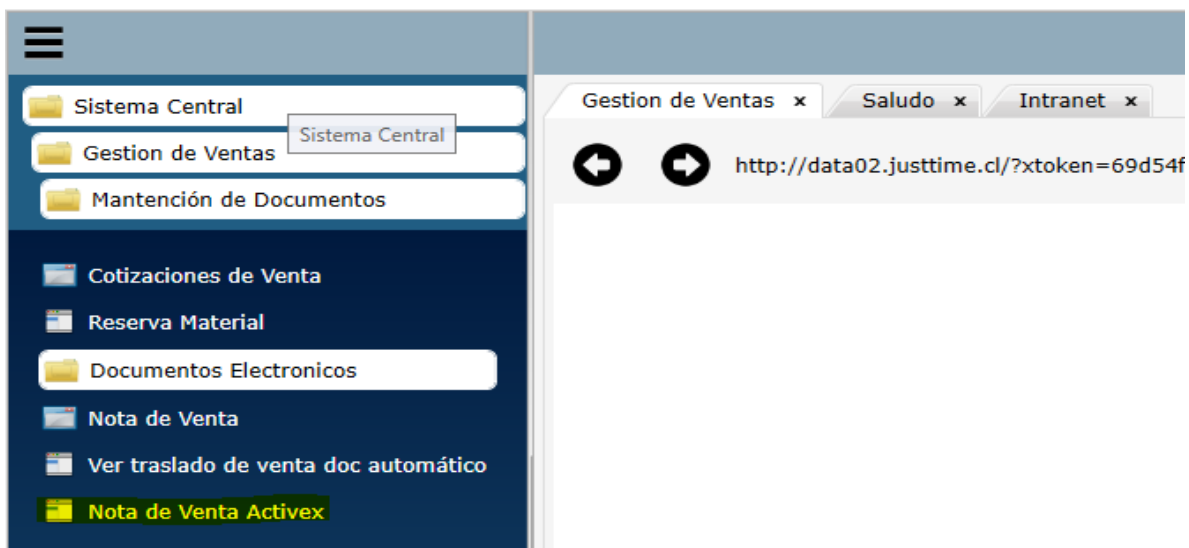 Sistema Central
Sistema Central
Gestion de Ventas
Mantención de Documentos
Cotizaciones de Venta
Reserva Material
Documentos Electronicos
Nota de Venta
Ver traslado de venta doc automático
Nota de Venta Activex
Gestion de Ventas x Saludo x Intranet x
http://data02.justtime.cl/?xtoken=69d54f